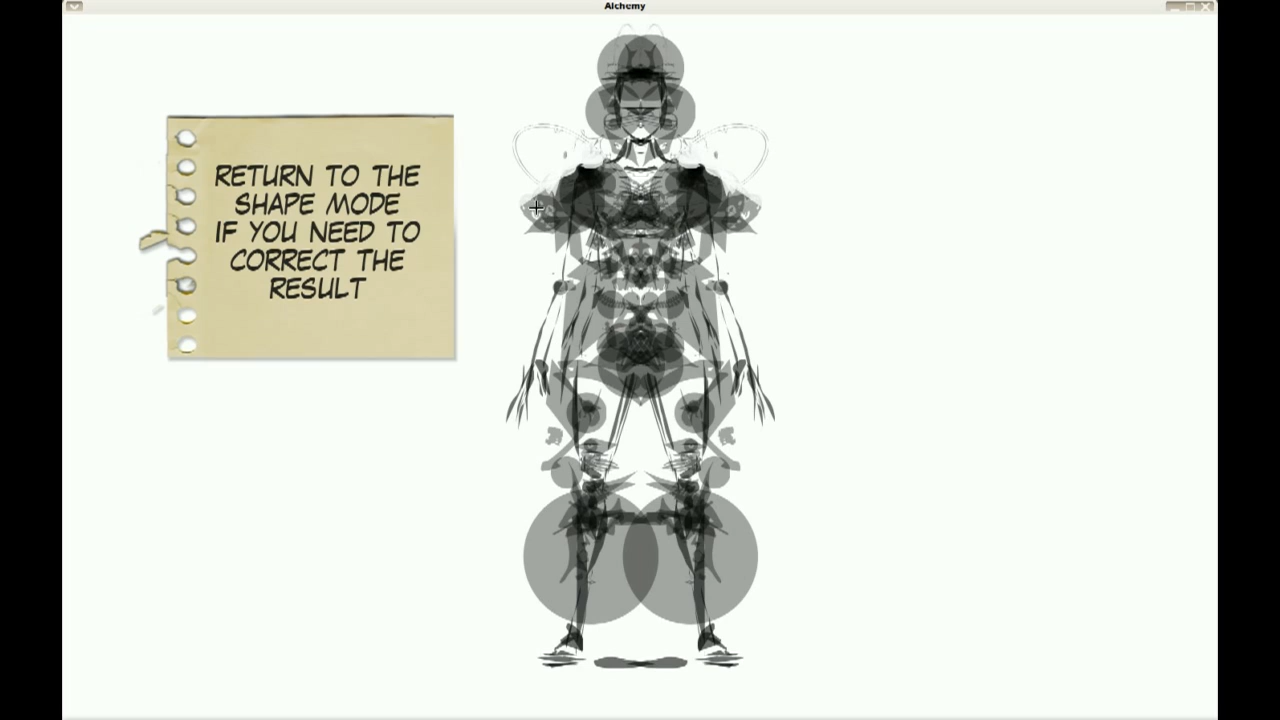 Alchemy
RETURN TO THE
SHAPE MODE
IF YOU NEED TO
CORRECT THE
RESULT